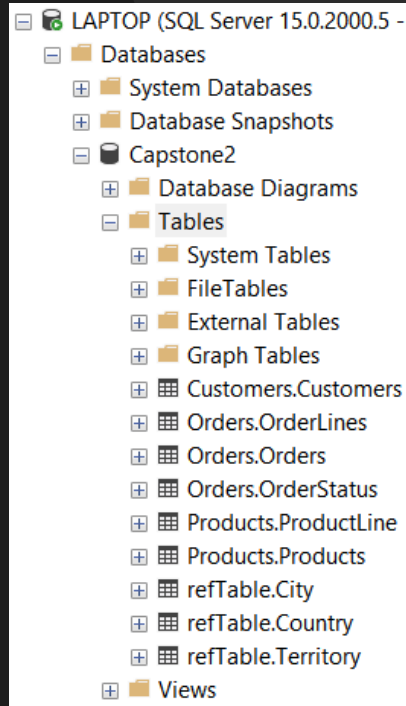 LAPTOP (SQL Server 15.0.2000.5 -
Databases
System Databases
Database Snapshots
Capstone2
Database Diagrams
Tables
System Tables
FileTables
External Tables
Graph Tables
Customers.Customers
Orders.OrderLines
Orders.Orders
Orders.OrderStatus
Products.ProductLine
Products.Products
refTable.City
refTable.Country
refTable.Territory
Views